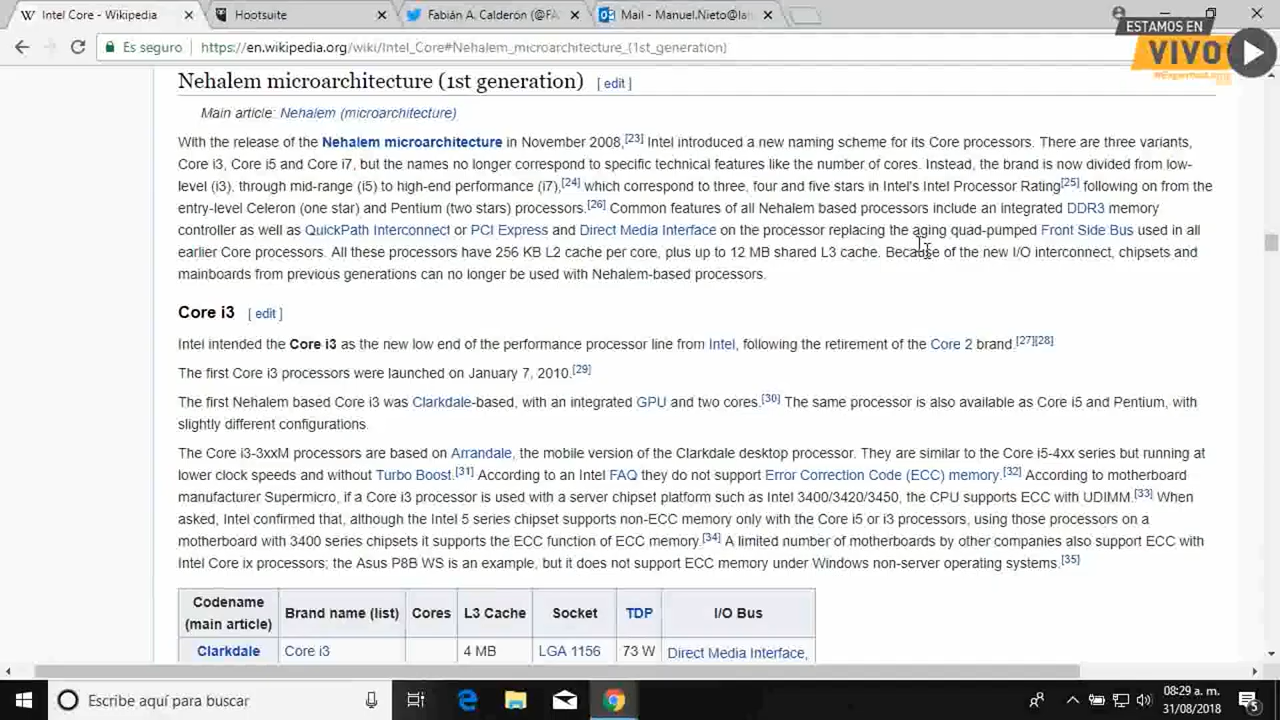 Intel Core - Wikipedia
Hootsuite
Fabián A. Calderón (@FA
Mail - Manuel.Nieto@la
Es seguro
https://en.wikipedia.org/wiki/Intel_Core#Nehalem_microarchitecture_(1st_generation)
ESTAMOS EN
VIVO
Nehalem microarchitecture (1st generation) [ edit ]
Main article: Nehalem (microarchitecture)
With the release of the Nehalem microarchitecture in November 2008,[23] Intel introduced a new naming scheme for its Core processors. There are three variants,
Core i3, Core i5 and Core i7, but the names no longer correspond to specific technical features like the number of cores. Instead, the brand is now divided from low-
level (i3), through mid-range (i5) to high-end performance (i7),[24] which correspond to three, four and five stars in Intel's Intel Processor Rating[25] following on from the
entry-level Celeron (one star) and Pentium (two stars) processors.[26] Common features of all Nehalem based processors include an integrated DDR3 memory
controller as well as QuickPath Interconnect or PCI Express and Direct Media Interface on the processor replacing the aging quad-pumped Front Side Bus used in all
earlier Core processors. All these processors have 256 KB L2 cache per core, plus up to 12 MB shared L3 cache. Because of the new I/O interconnect, chipsets and
mainboards from previous generations can no longer be used with Nehalem-based processors.
Core i3 [ edit ]
Intel intended the Core i3 as the new low end of the performance processor line from Intel, following the retirement of the Core 2 brand.[27][28]
The first Core i3 processors were launched on January 7, 2010.[29]
The first Nehalem based Core i3 was Clarkdale-based, with an integrated GPU and two cores.[30] The same processor is also available as Core i5 and Pentium, with
slightly different configurations.
The Core i3-3xxM processors are based on Arrandale, the mobile version of the Clarkdale desktop processor. They are similar to the Core i5-4xx series but running at
lower clock speeds and without Turbo Boost.[31] According to an Intel FAQ they do not support Error Correction Code (ECC) memory.[32] According to motherboard
manufacturer Supermicro, if a Core i3 processor is used with a server chipset platform such as Intel 3400/3420/3450, the CPU supports ECC with UDIMM.[33] When
asked, Intel confirmed that, although the Intel 5 series chipset supports non-ECC memory only with the Core i5 or i3 processors, using those processors on a
motherboard with 3400 series chipsets it supports the ECC function of ECC memory.[34] A limited number of motherboards by other companies also support ECC with
Intel Core ix processors; the Asus P8B WS is an example, but it does not support ECC memory under Windows non-server operating systems.[35]
Codename (main article) Brand name (list) Cores L3 Cache Socket TDP I/O Bus
Clarkdale Core i3 4 MB LGA 1156 73 W Direct Media Interface,
Escribe aquí para buscar
08:29 a. m.
31/08/2018
5